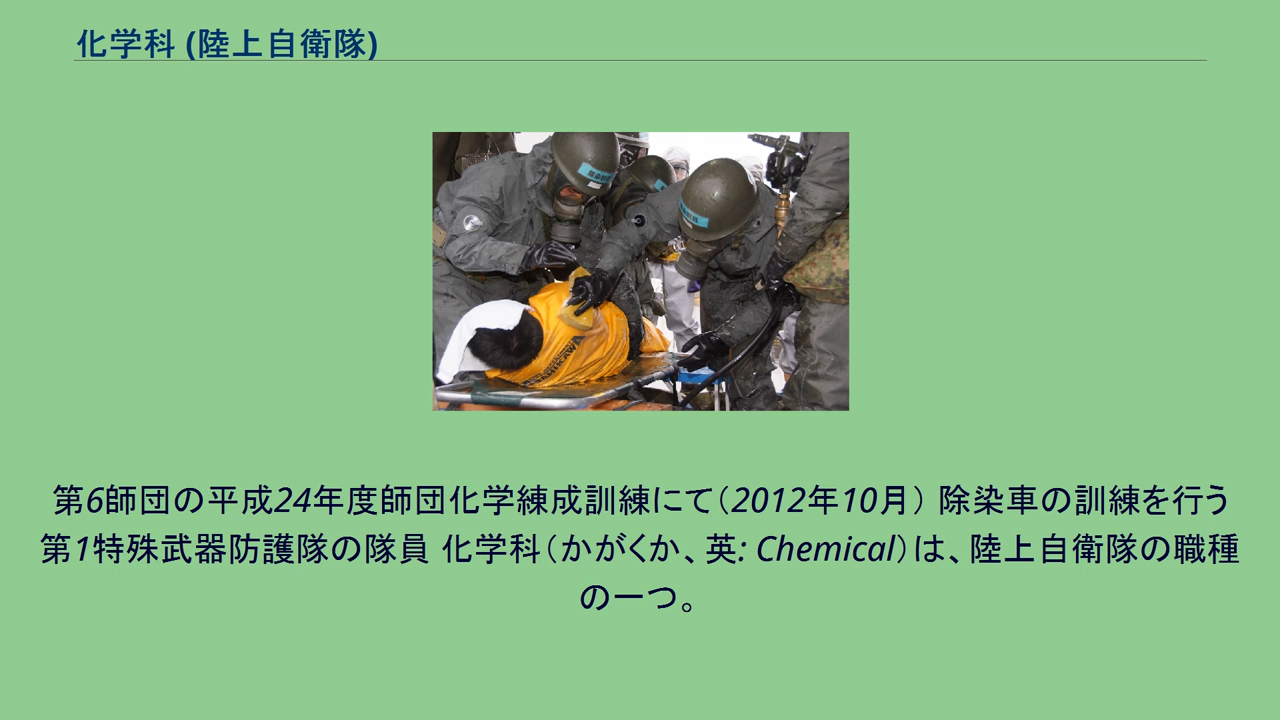 化学科 (陸上自衛隊)
第6師団の平成24年度師団化学練成訓練にて（2012年10月） 除染車の訓練を行う
第1特殊武器防護隊の隊員 化学科（かがくか、英: Chemical）は、陸上自衛隊の職種
の一つ。